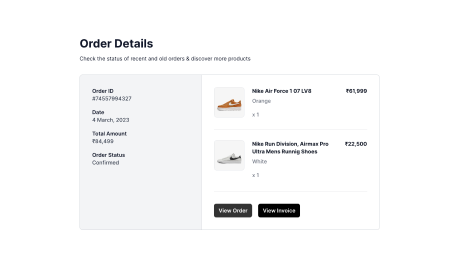 Order Details
Check the status of recent and old orders & discover more products
Order ID
#74557994327
Date
4 March, 2023
Total Amount
₹84,499
Order Status
Confirmed
Nike Air Force 1 07 LV8
₹61,999
Orange
x 1
Nike Run Division, Airmax Pro
Ultra Mens Runnig Shoes
₹22,500
White
x 1
View Order
View Invoice